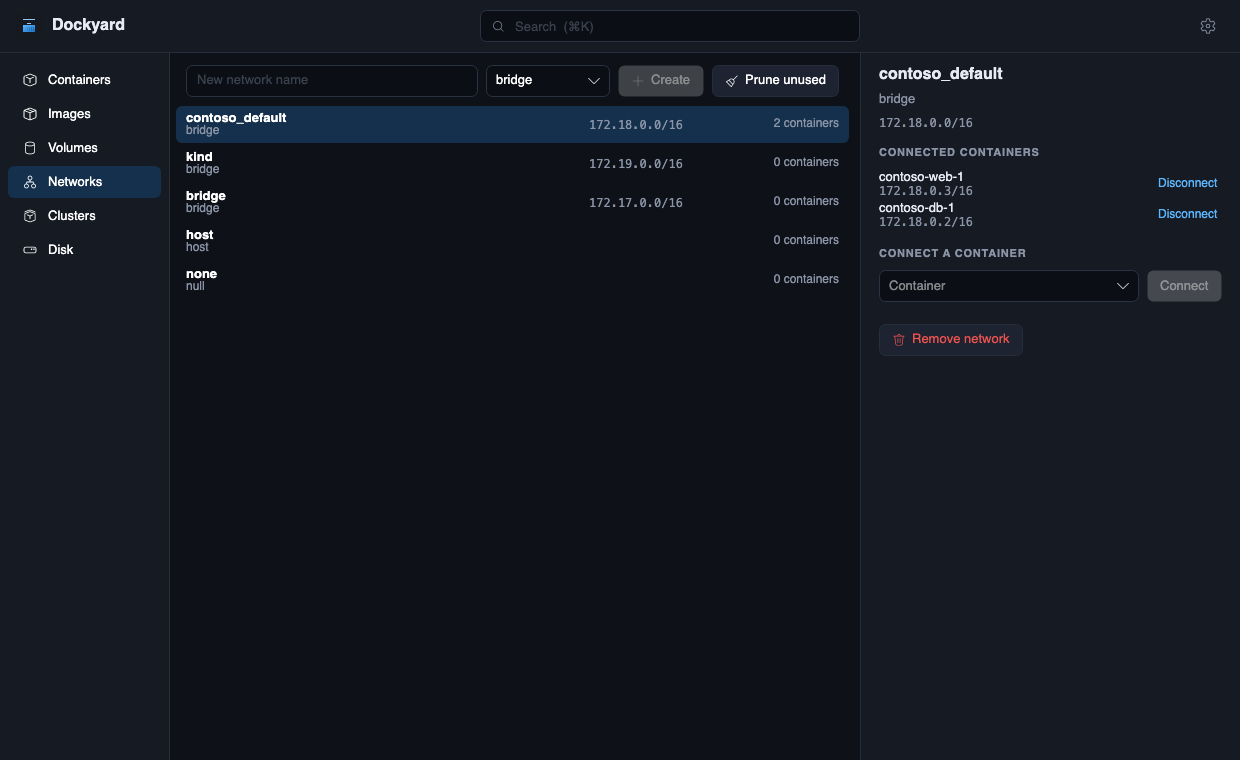 Dockyard
Search (⌘K)
Containers
Images
Volumes
Networks
Clusters
Disk
New network name
bridge
Create
Prune unused
contoso_default
bridge
172.18.0.0/16
2 containers
kind
bridge
172.19.0.0/16
0 containers
bridge
bridge
172.17.0.0/16
0 containers
host
host
0 containers
none
null
0 containers
contoso_default
bridge
172.18.0.0/16
CONNECTED CONTAINERS
contoso-web-1
172.18.0.3/16
Disconnect
contoso-db-1
172.18.0.2/16
Disconnect
CONNECT A CONTAINER
Container
Connect
Remove network